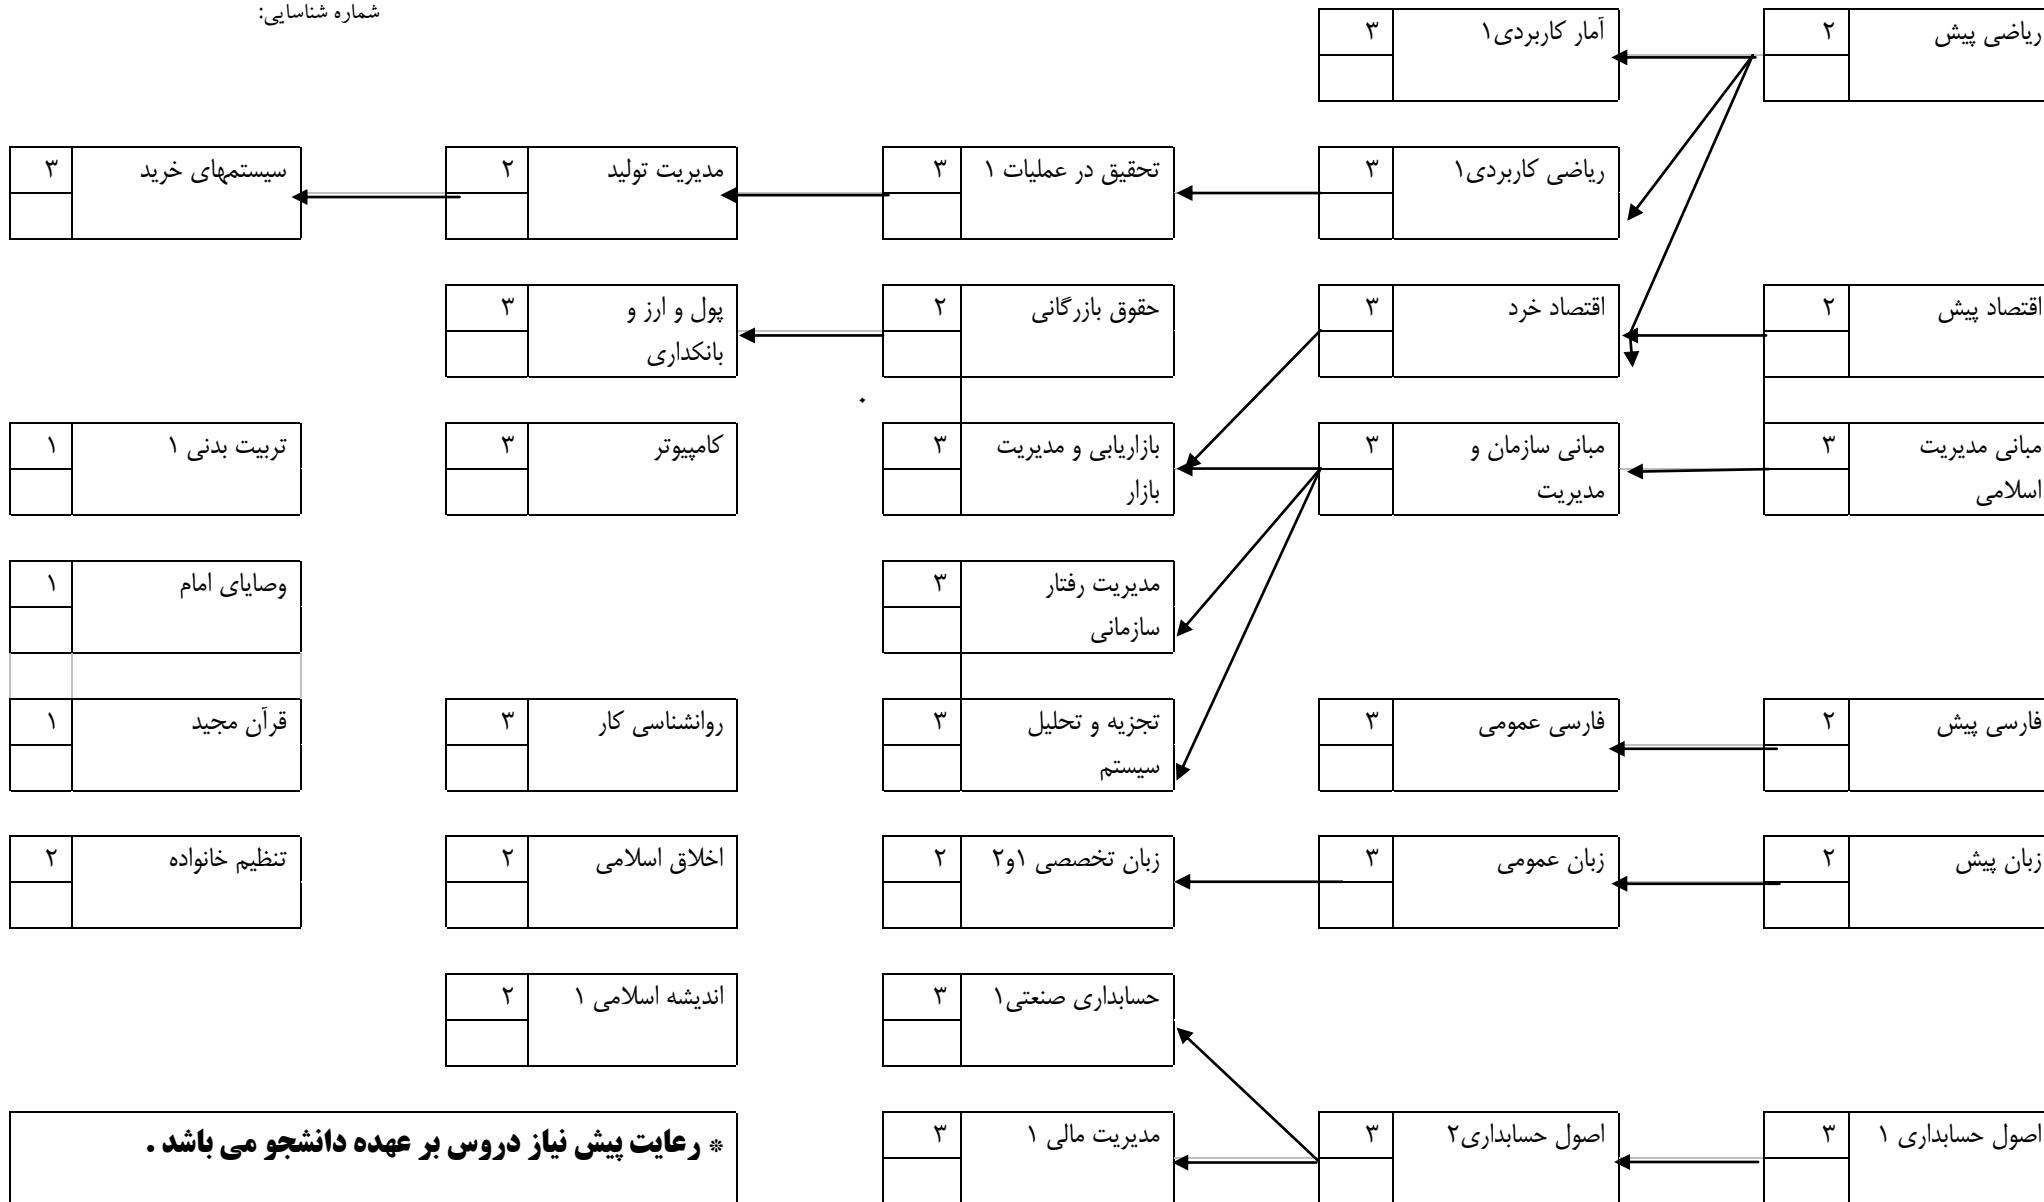 شماره شناسایی:
ریاضی پیش ۲
آمار کاربردی۱ ۳
ریاضی کاربردی۱ ۳
تحقیق در عملیات ۱ ۳
مدیریت تولید ۲
سیستمهای خرید ۳
اقتصاد پیش ۲
اقتصاد خرد ۳
حقوق بازرگانی ۲
پول و ارز و ۳
بانکداری
مبانی مدیریت ۳
اسلامی
مبانی سازمان و ۳
مدیریت
بازاریابی و مدیریت ۳
بازار
کامپیوتر ۳
تربیت بدنی ۱ ۱
مدیریت رفتار ۳
سازمانی
وصایای امام ۱
فارسی پیش ۲
فارسی عمومی ۳
تجزیه و تحلیل ۳
سیستم
روانشناسی کار ۳
قرآن مجید ۱
زبان پیش ۲
زبان عمومی ۳
زبان تخصصی ۱و۲ ۲
اخلاق اسلامی ۲
تنظیم خانواده ۲
حسابداری صنعتی۱ ۳
اندیشه اسلامی ۱ ۲
اصول حسابداری ۱ ۳
اصول حسابداری۲ ۳
مدیریت مالی ۱ ۳
* رعایت پیش نیاز دروس بر عهده دانشجو می باشد .